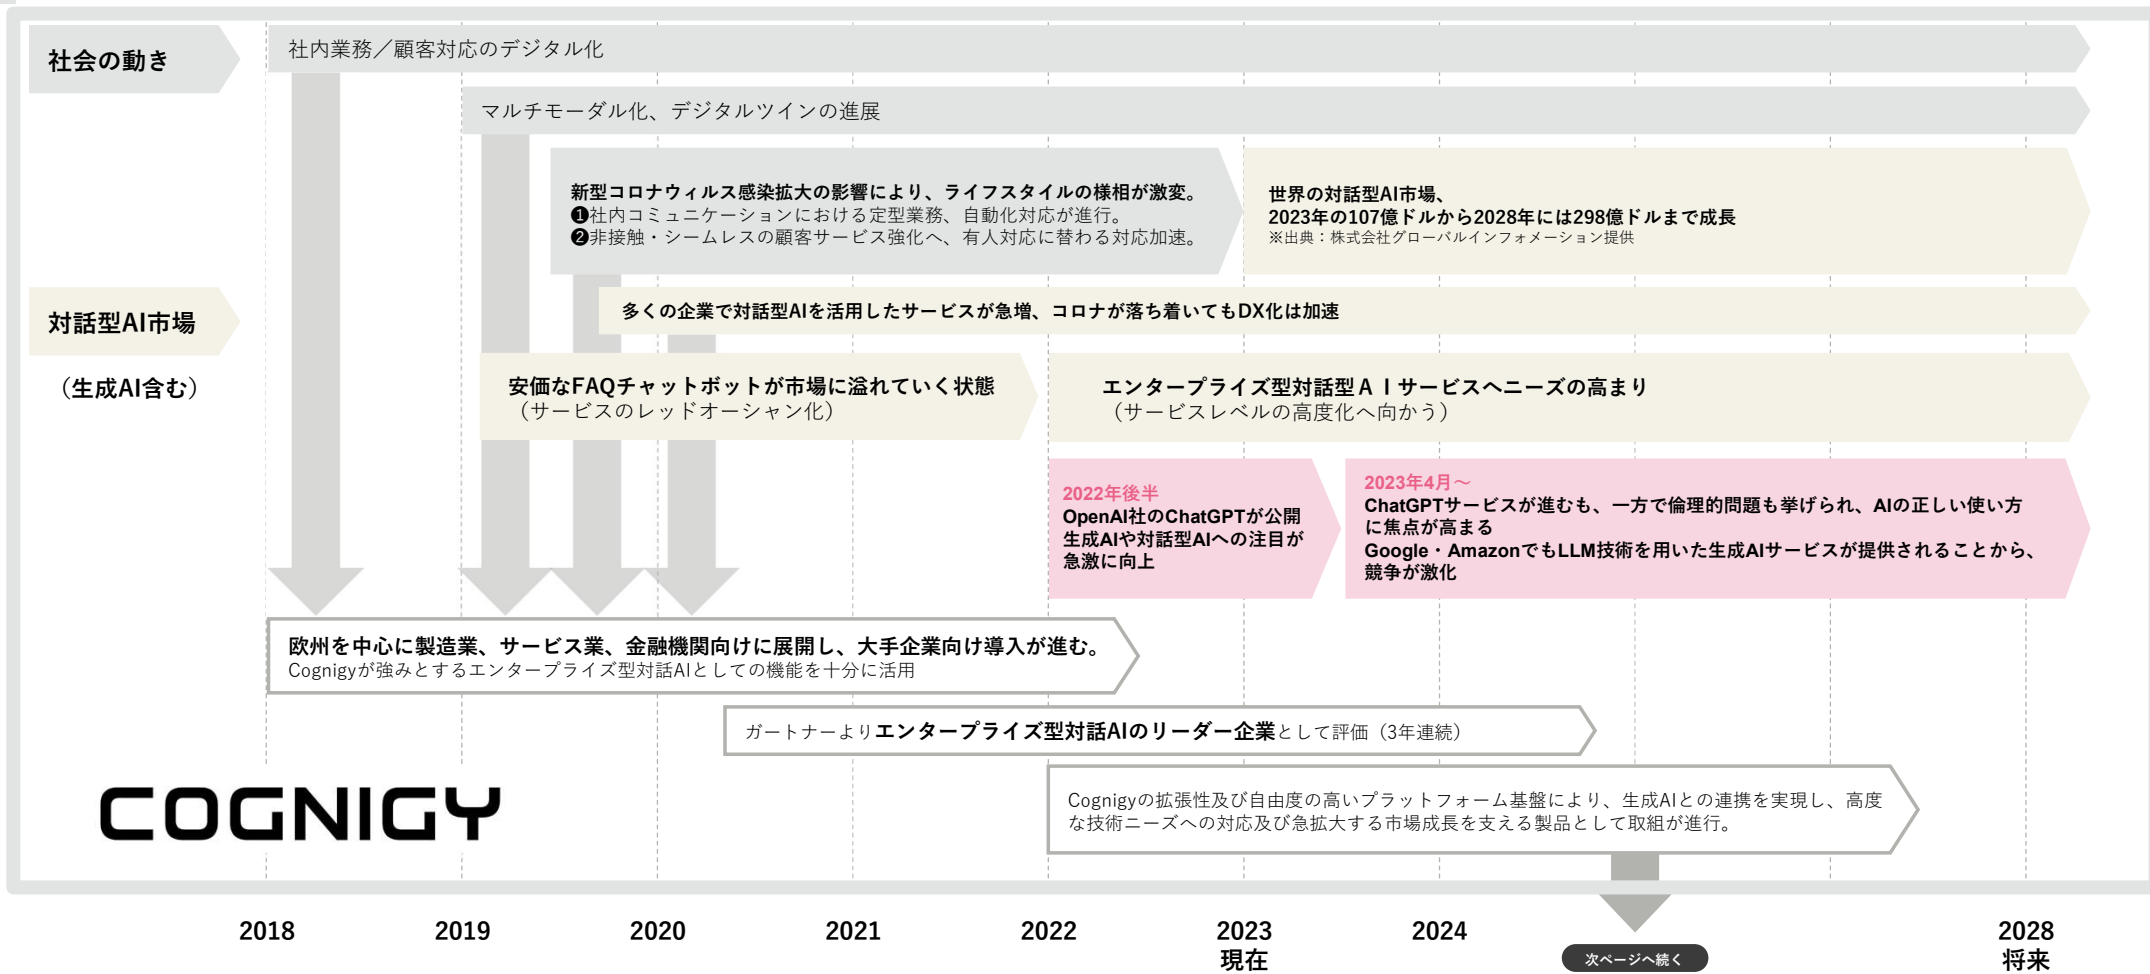 社会の動き
社内業務／顧客対応のデジタル化
マルチモーダル化、デジタルツインの進展
新型コロナウィルス感染拡大の影響により、ライフスタイルの様相が激変。
❶社内コミュニケーションにおける定型業務、自動化対応が進行。
❷非接触・シームレスの顧客サービス強化へ、有人対応に替わる対応加速。
世界の対話型AI市場、
2023年の107億ドルから2028年には298億ドルまで成長
※出典：株式会社グローバルインフォメーション提供
対話型AI市場
（生成AI含む）
多くの企業で対話型AIを活用したサービスが急増、コロナが落ち着いてもDX化は加速
安価なFAQチャットボットが市場に溢れていく状態
（サービスのレッドオーシャン化）
エンタープライズ型対話型ＡＩサービスへニーズの高まり
（サービスレベルの高度化へ向かう）
2022年後半
OpenAI社のChatGPTが公開
生成AIや対話型AIへの注目が
急激に向上
2023年4月～
ChatGPTサービスが進むも、一方で倫理的問題も挙げられ、AIの正しい使い方
に焦点が高まる
Google・AmazonでもLLM技術を用いた生成AIサービスが提供されることから、
競争が激化
欧州を中心に製造業、サービス業、金融機関向けに展開し、大手企業向け導入が進む。
Cognigyが強みとするエンタープライズ型対話AIとしての機能を十分に活用
ガートナーよりエンタープライズ型対話AIのリーダー企業として評価（3年連続）
Cognigyの拡張性及び自由度の高いプラットフォーム基盤により、生成AIとの連携を実現し、高度
な技術ニーズへの対応及び急拡大する市場成長を支える製品として取組が進行。
COGNIGY
2018
2019
2020
2021
2022
2023
現在
2024
次ページへ続く
2028
将来